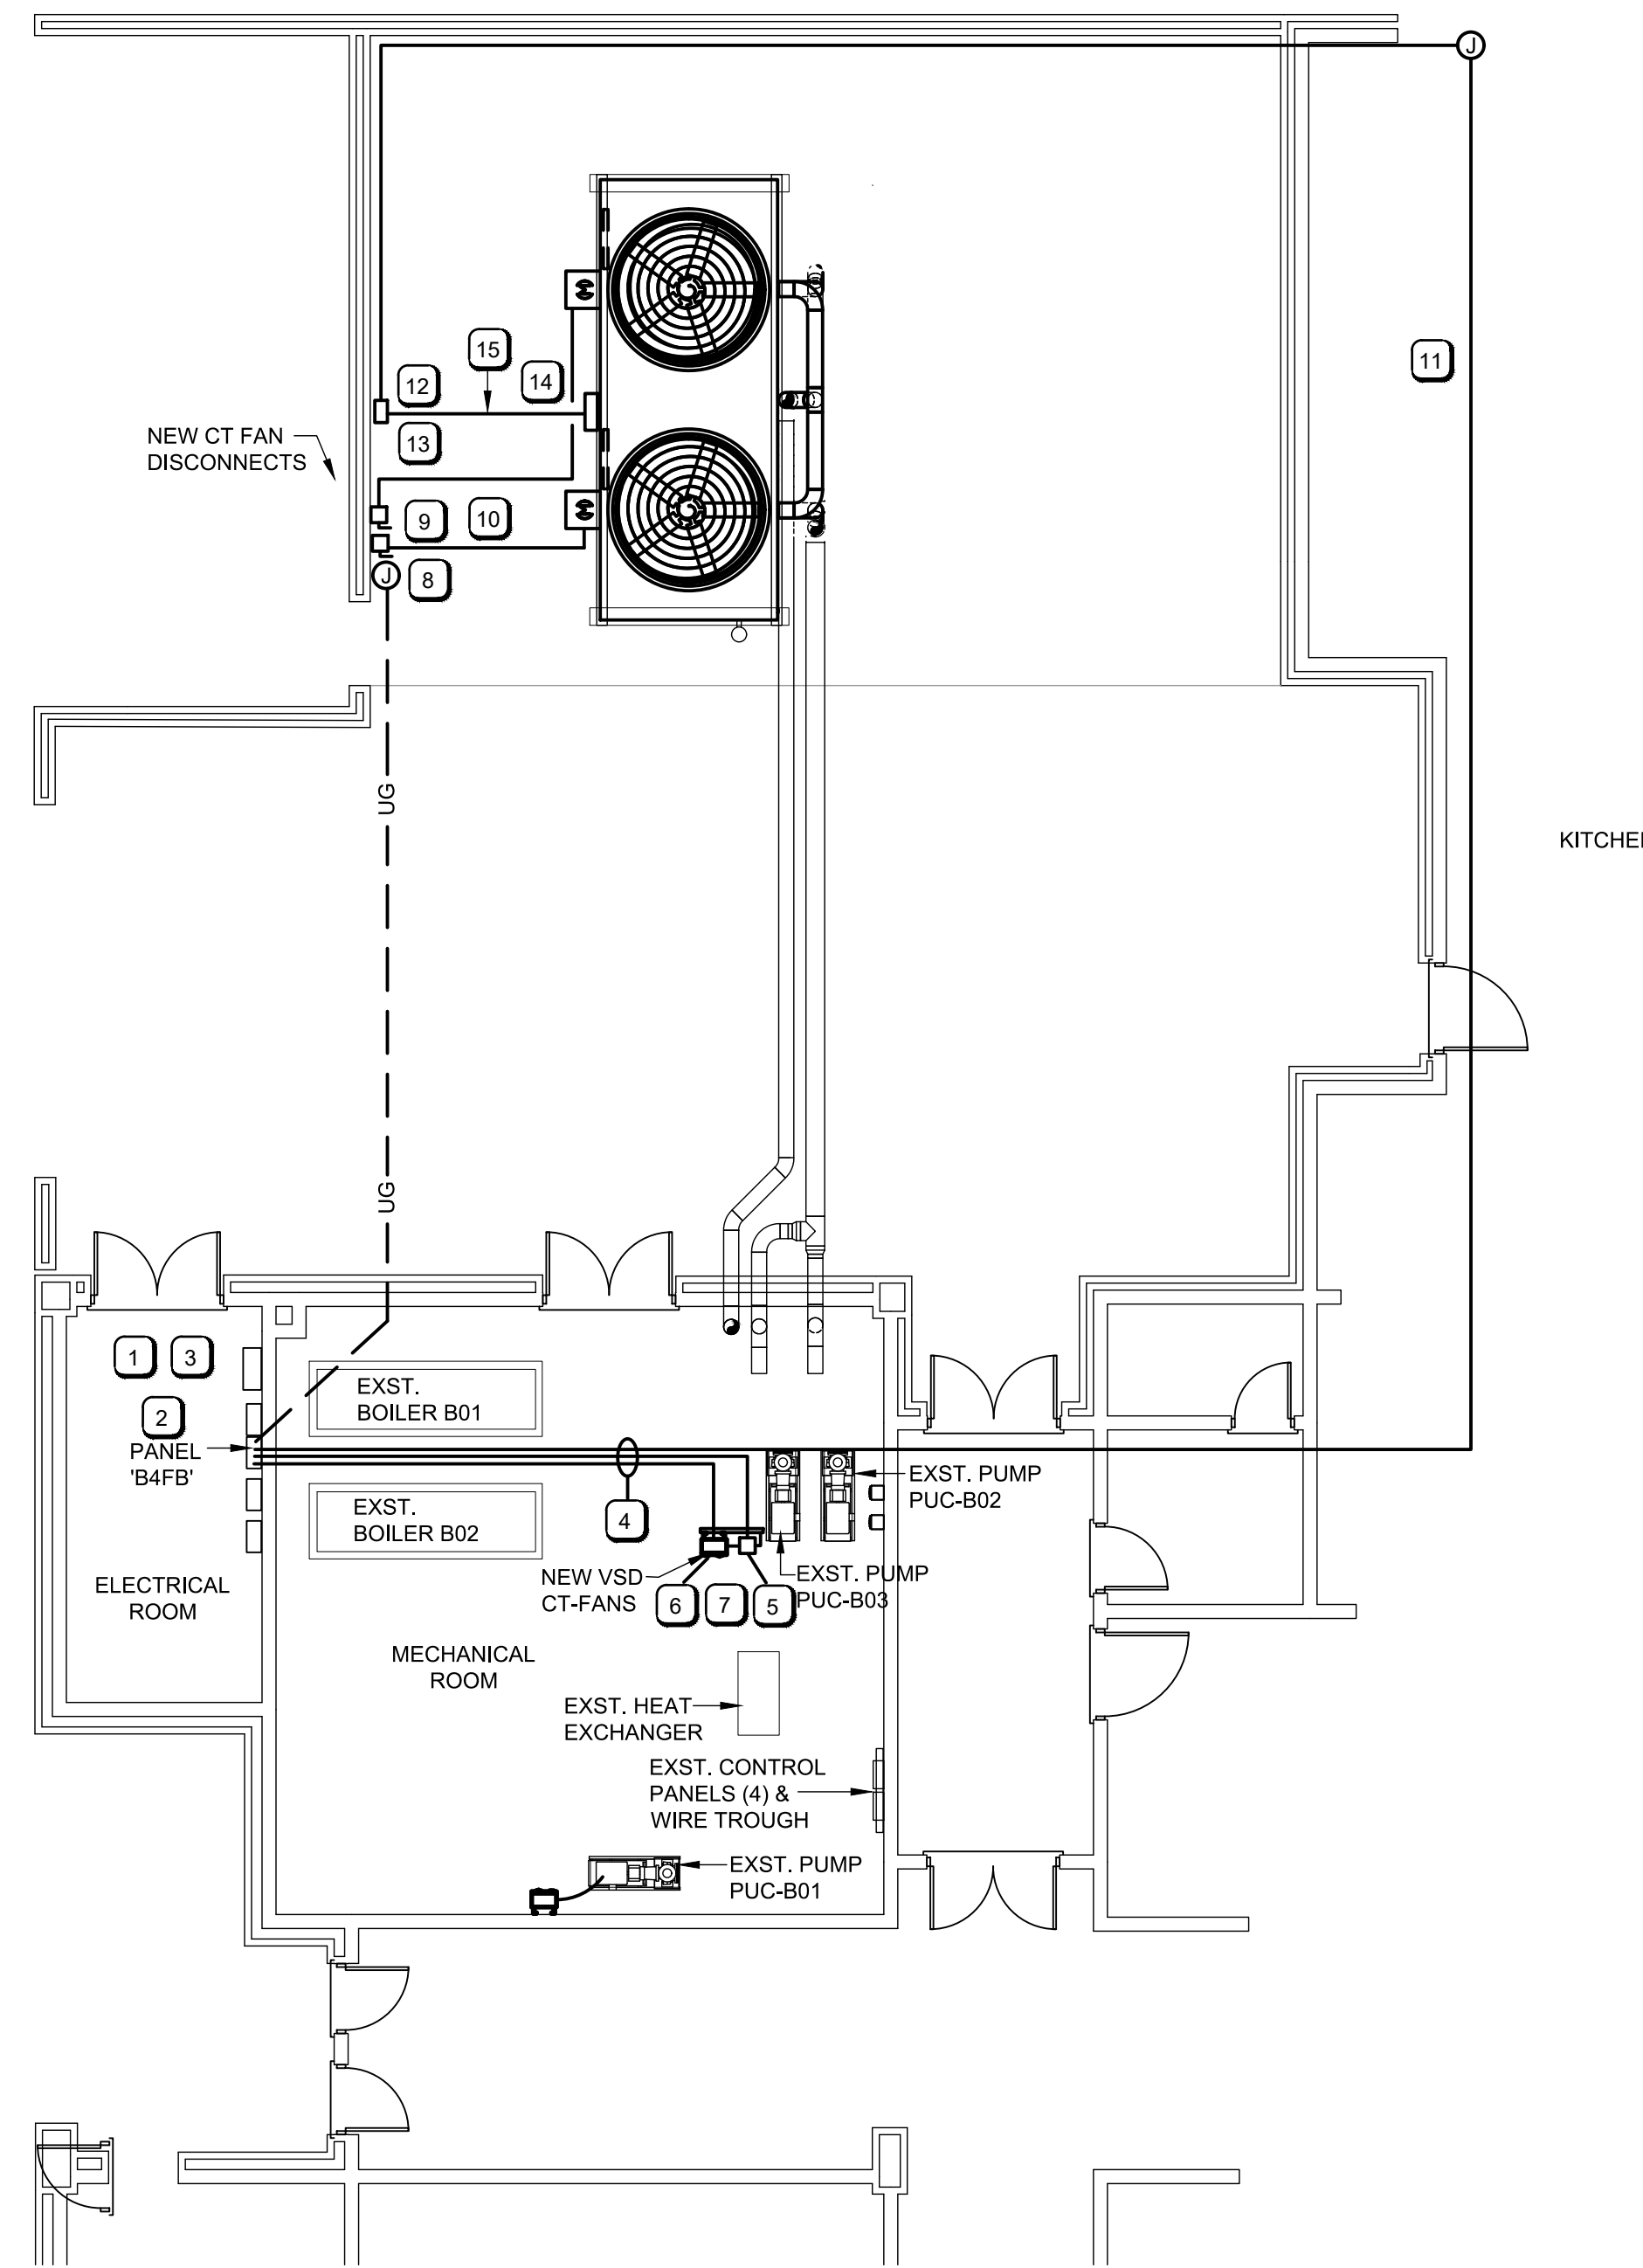 J
15
14
12
11
13
NEW CT FAN
DISCONNECTS
9
10
J
8
UG
KITCHEN
UG
1
3
2
EXST.
BOILER B01
PANEL
'B4FB'
EXST. PUMP
PUC-B02
EXST.
BOILER B02
4
NEW VSD
CT-FANS
EXST. PUMP
PUC-B03
6
7
5
ELECTRICAL
ROOM
MECHANICAL
ROOM
EXST. HEAT
EXCHANGER
EXST. CONTROL
PANELS (4) &
WIRE TROUGH
EXST. PUMP
PUC-B01